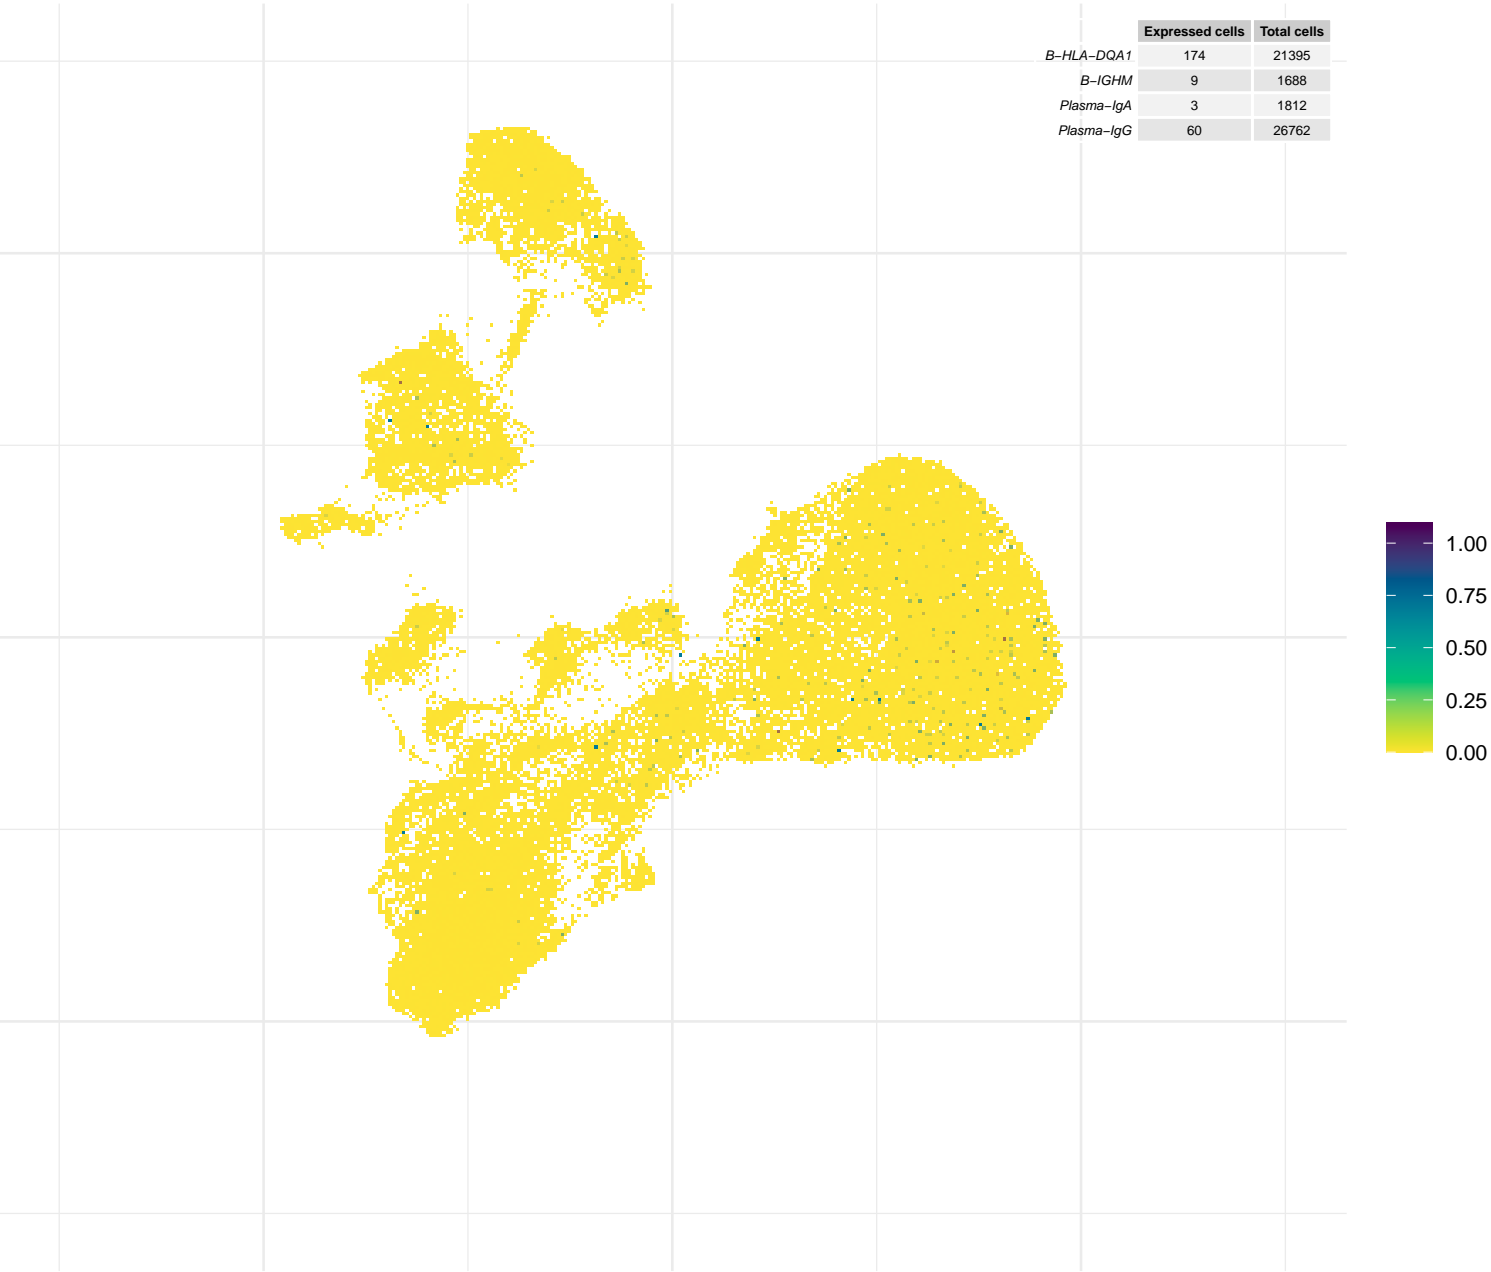 Expressed cells Total cells
B−HLA−DQA1 174 21395
B−IGHM 9 1688
Plasma−IgA 3 1812
Plasma−IgG 60 26762
1.00
0.75
0.50
0.25
0.00